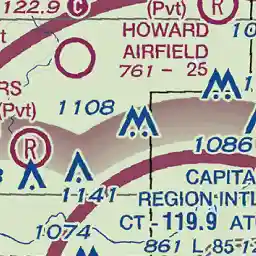 122.9 C
(Pvt) R
HOWARD
AIRFIELD
761 - 25
RS
(Pvt)
1108
R
1086
1141
CAPITA
REGION INTL
CT - 119.9 AT
1074
861 L 85